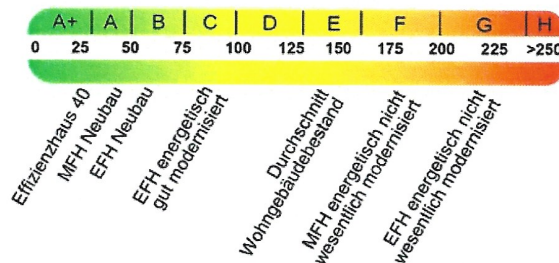 A+ A B C D E F G H
0 25 50 75 100 125 150 175 200 225 >250
Effizienzhaus 40
MFH Neubau
EFH Neubau
EFH energetisch
gut modernisiert
Durchschnitt
Wohngebäudebestand
MFH energetisch nicht
wesentlich modernisiert
EFH energetisch nicht
wesentlich modernisiert